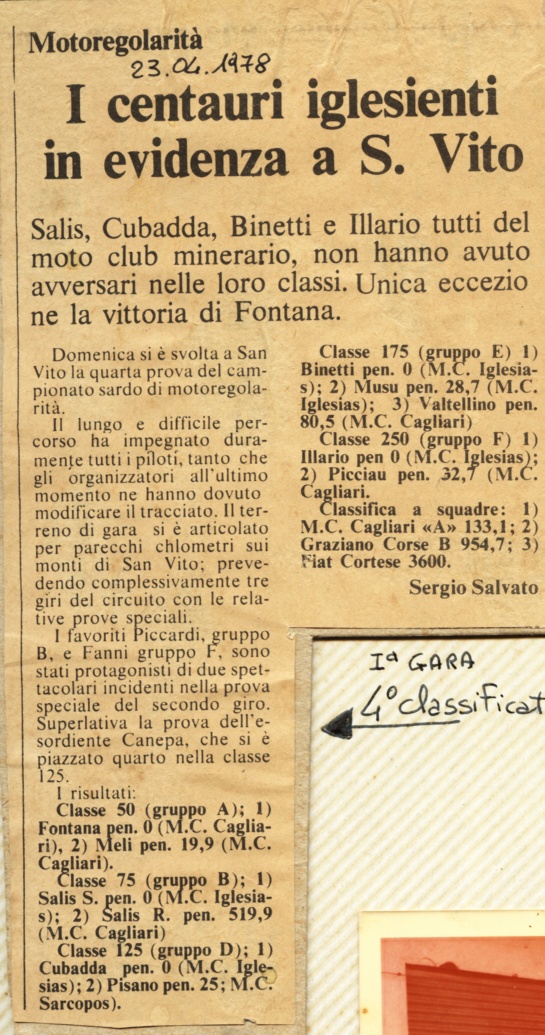 Motoregolarità
23.04.1978
I centauri iglesienti
in evidenza a S. Vito
Salis, Cubadda, Binetti e Illario tutti del
moto club minerario, non hanno avuto
avversari nelle loro classi. Unica eccezio
ne la vittoria di Fontana.
Domenica si è svolta a San
Vito la quarta prova del cam-
pionato sardo di motoregola-
rità.
Il lungo e difficile per-
corso ha impegnato dura-
mente tutti i piloti, tanto che
gli organizzatori all'ultimo
momento ne hanno dovuto
modificare il tracciato. Il ter-
reno di gara si è articolato
per parecchi chlometri sui
monti di San Vito; preve-
dendo complessivamente tre
giri del circuito con le rela-
tive prove speciali.
I favoriti Piccardi, gruppo
B, e Fanni gruppo F, sono
stati protagonisti di due spet-
tacolari incidenti nella prova
speciale del secondo giro.
Superlativa la prova dell'e-
sordiente Canepa, che si è
piazzato quarto nella classe
125.
I risultati:
Classe 50 (gruppo A); 1)
Fontana pen. 0 (M.C. Caglia-
ri), 2) Meli pen. 19,9 (M.C.
Cagliari).
Classe 75 (gruppo B); 1)
Salis S. pen. 0 (M.C. Iglesia-
s); 2) Salis R. pen. 519,9
(M.C. Cagliari)
Classe 125 (gruppo D); 1)
Cubadda pen. 0 (M.C. Igle-
sias); 2) Pisano pen. 25; M.C.
Sarcopos).
Classe 175 (gruppo E) 1)
Binetti pen. 0 (M.C. Iglesia-
s); 2) Musu pen. 28,7 (M.C.
Iglesias); 3) Valtellino pen.
80,5 (M.C. Cagliari)
Classe 250 (gruppo F) 1)
Illario pen 0 (M.C. Iglesias);
2) Picciau pen. 32,7 (M.C.
Cagliari.
Classifica a squadre: 1)
M.C. Cagliari «A» 133,1; 2)
Graziano Corse B 954,7; 3)
Fiat Cortese 3600.
Sergio Salvato
Iª GARA
4° classificat